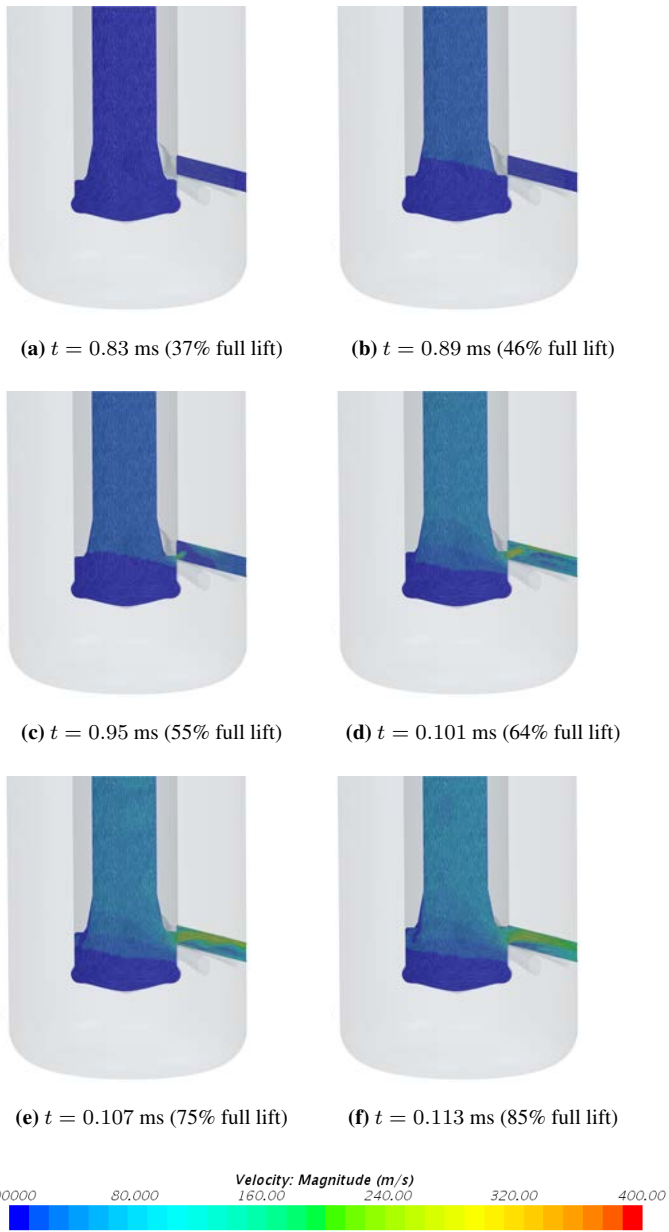 (a) t = 0.83 ms (37% full lift)
(b) t = 0.89 ms (46% full lift)
(c) t = 0.95 ms (55% full lift)
(d) t = 0.101 ms (64% full lift)
(e) t = 0.107 ms (75% full lift)
(f) t = 0.113 ms (85% full lift)
Velocity: Magnitude (m/s)
00000 80.000 160.00 240.00 320.00 400.00